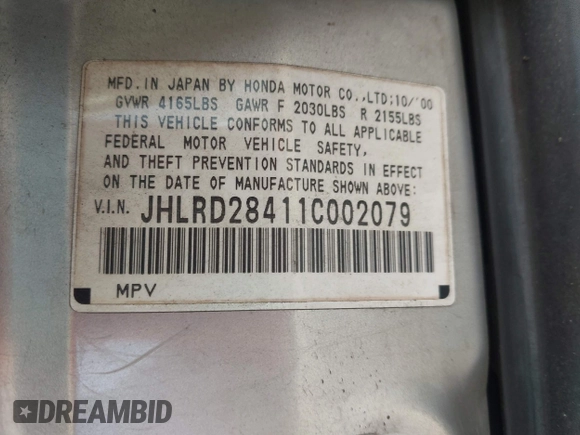 MFD. IN JAPAN BY HONDA MOTOR CO.,LTD;10/'00
GVWR 4165LBS GAWR F 2030LBS R 2155LBS
THIS VEHICLE CONFORMS TO ALL APPLICABLE
FEDERAL MOTOR VEHICLE SAFETY,
AND THEFT PREVENTION STANDARDS IN EFFECT
ON THE DATE OF MANUFACTURE SHOWN ABOVE:
V.I.N. JHLRD28411C002079
MPV
DREAMBID